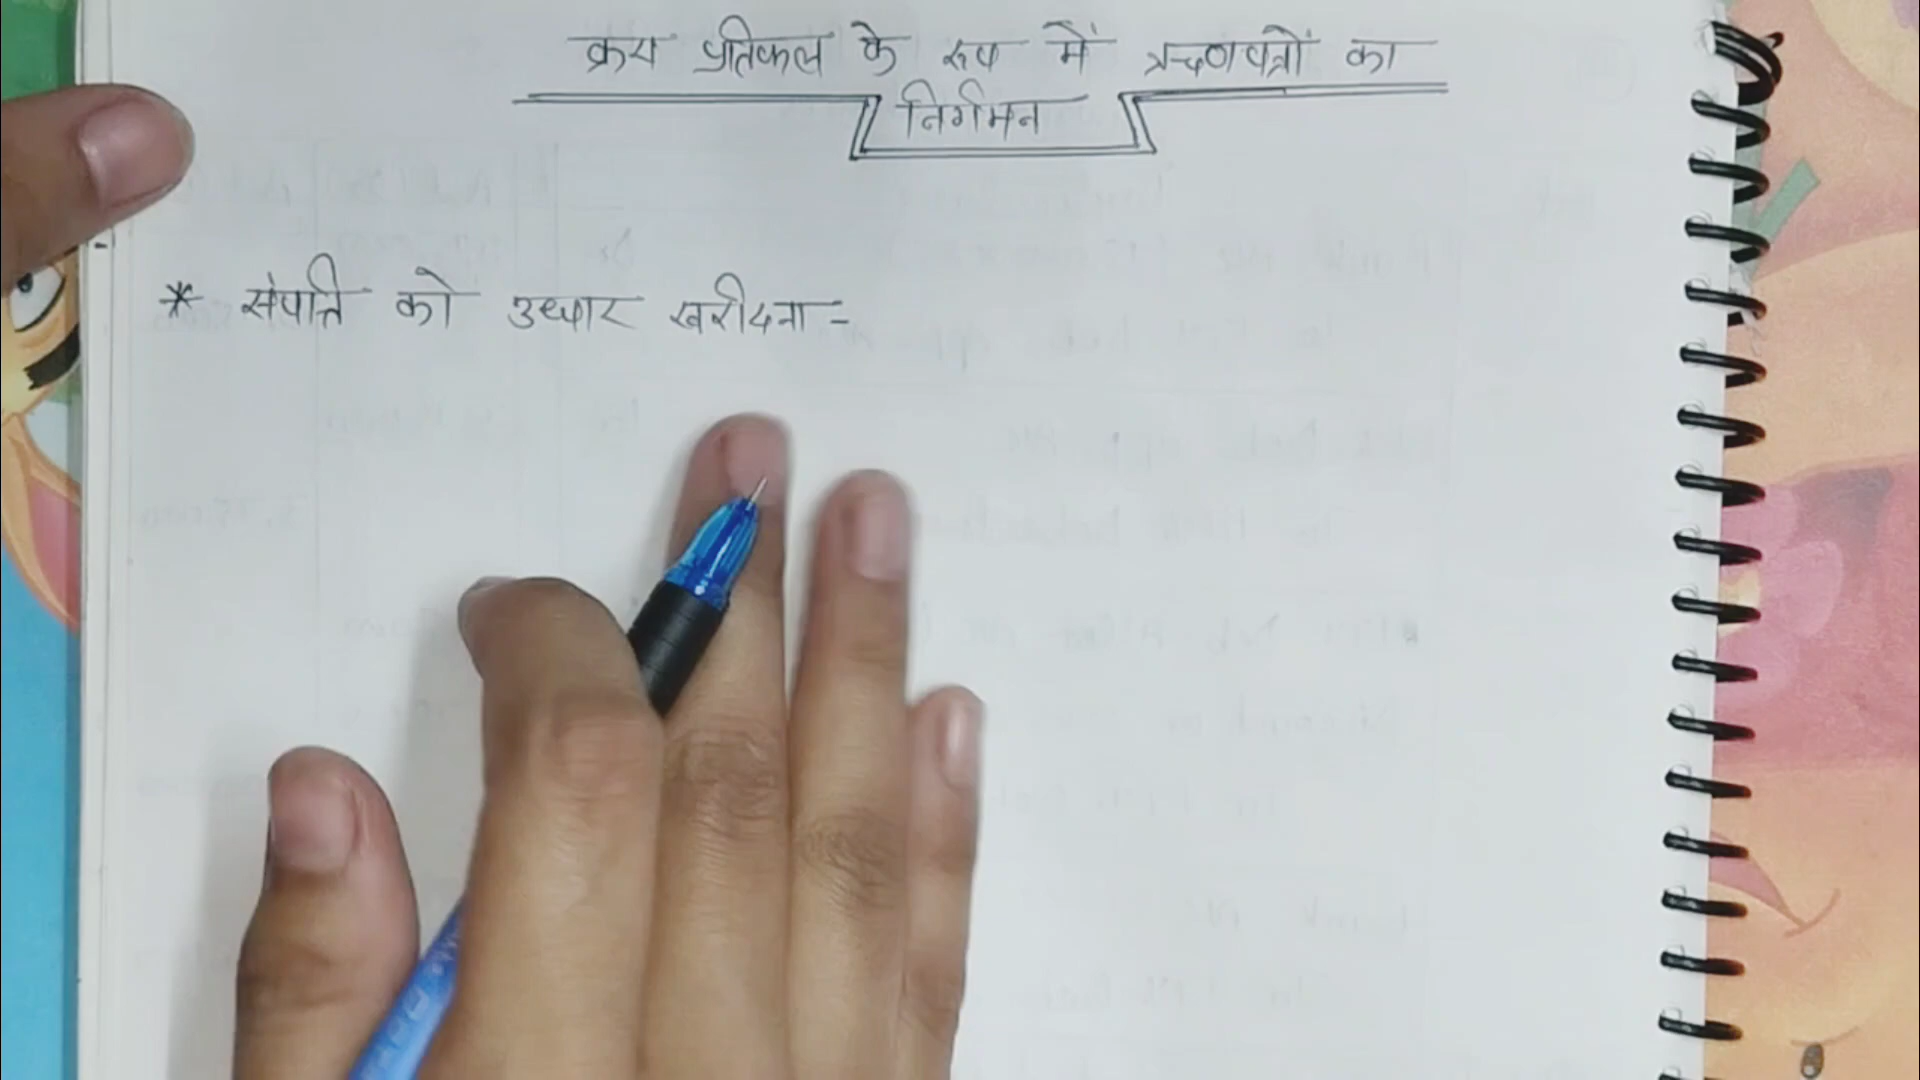 क्रय प्रतिफल के रूप में ऋणपत्रों का
निर्गमन
* संपत्ति को उधार खरीदना -